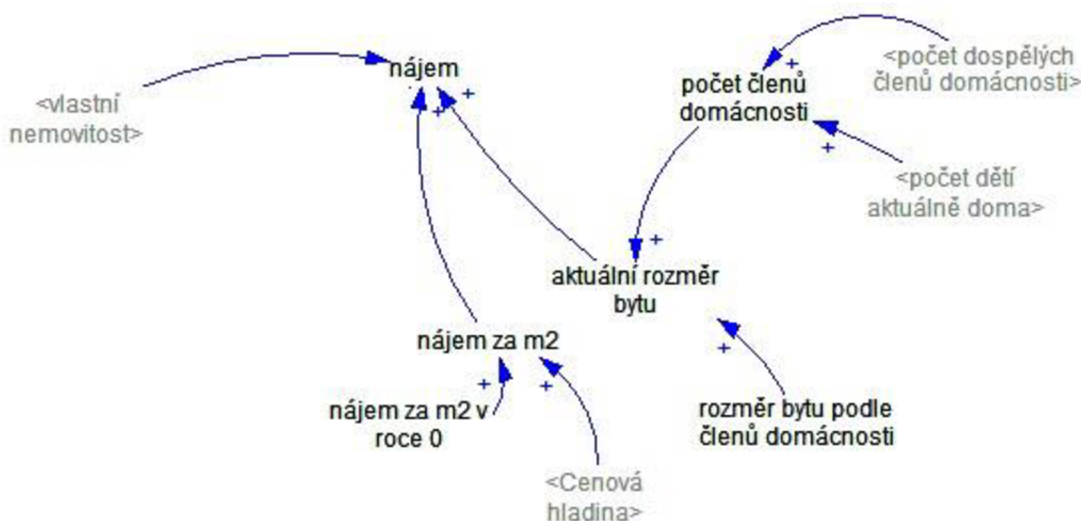 <počet dospělých
členů domácnosti>
nájem
počet členů
domácnosti
<vlastní
nemovitost>
+
+
+
+
<počet dětí
aktuálně doma>
+
aktuální rozměr
bytu
nájem za m2
+
+
+
nájem za m2 v
roce 0
rozměr bytu podle
členů domácnosti
<Cenová
hladina>